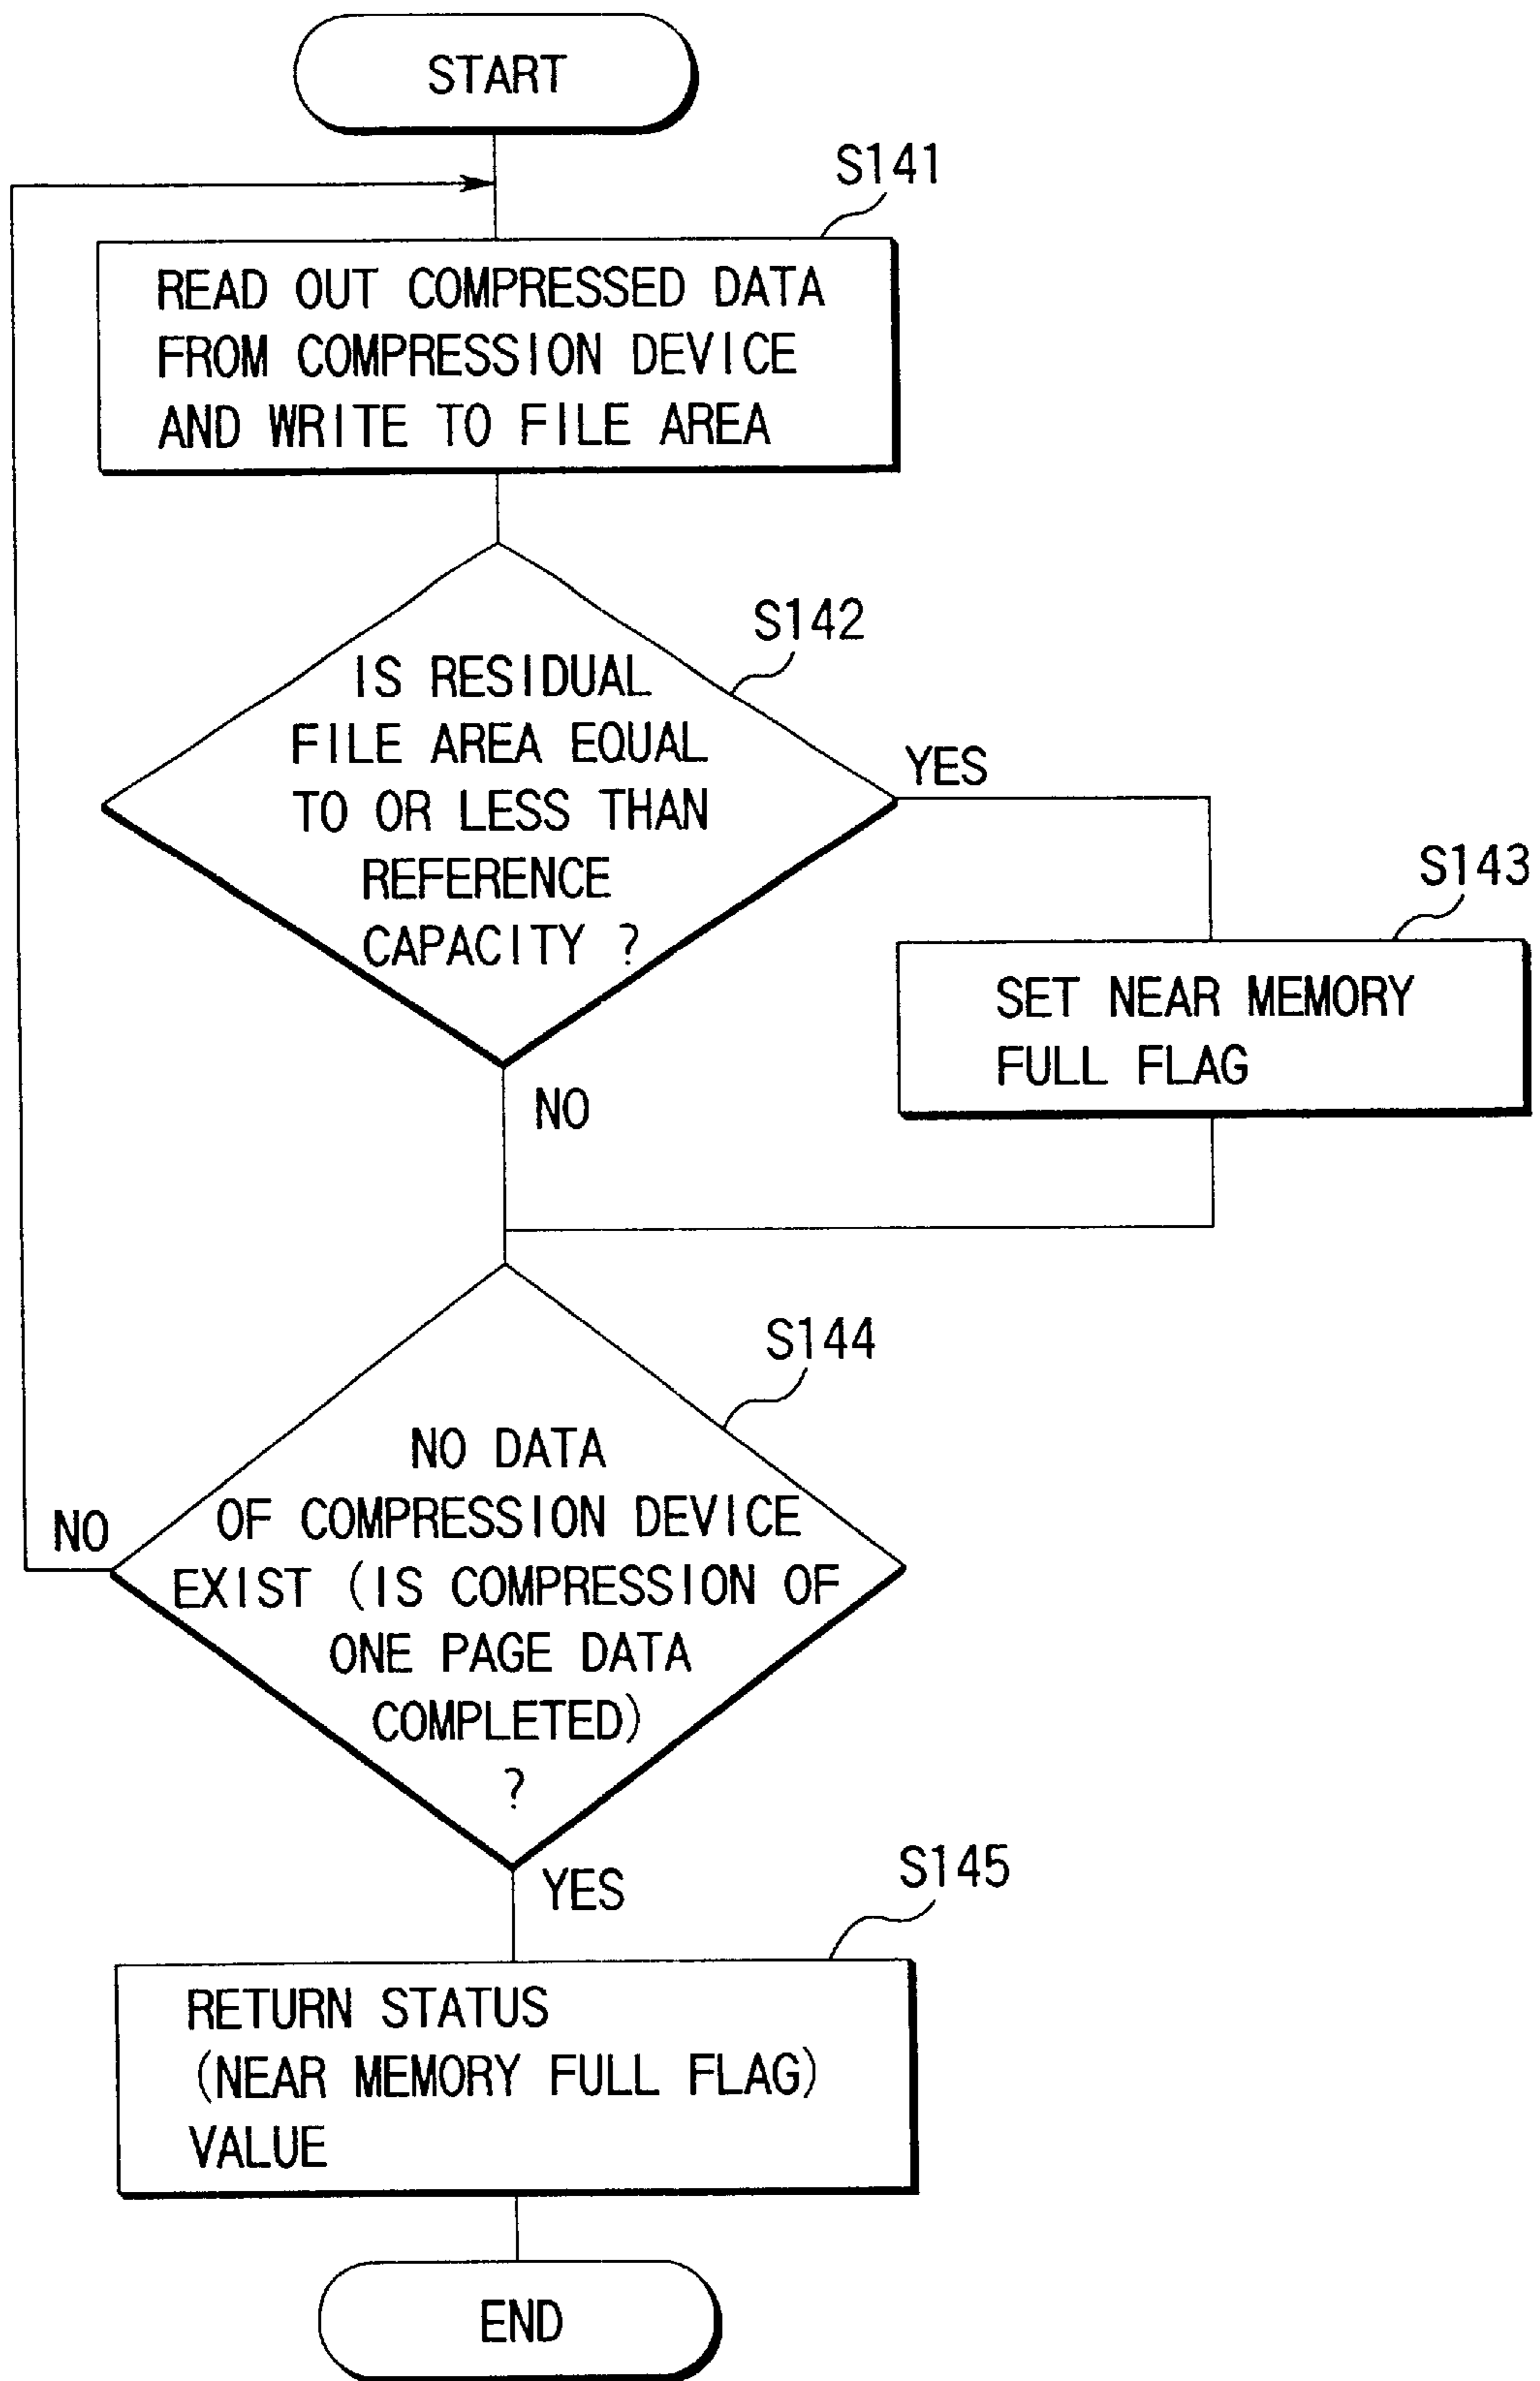 START
S141
READ OUT COMPRESSED DATA
FROM COMPRESSION DEVICE
AND WRITE TO FILE AREA
S142
IS RESIDUAL
FILE AREA EQUAL
TO OR LESS THAN
REFERENCE
CAPACITY ?
YES
S143
SET NEAR MEMORY
FULL FLAG
NO
S144
NO DATA
OF COMPRESSION DEVICE
EXIST (IS COMPRESSION OF
ONE PAGE DATA
COMPLETED)
?
NO
YES
S145
RETURN STATUS
(NEAR MEMORY FULL FLAG)
VALUE
END